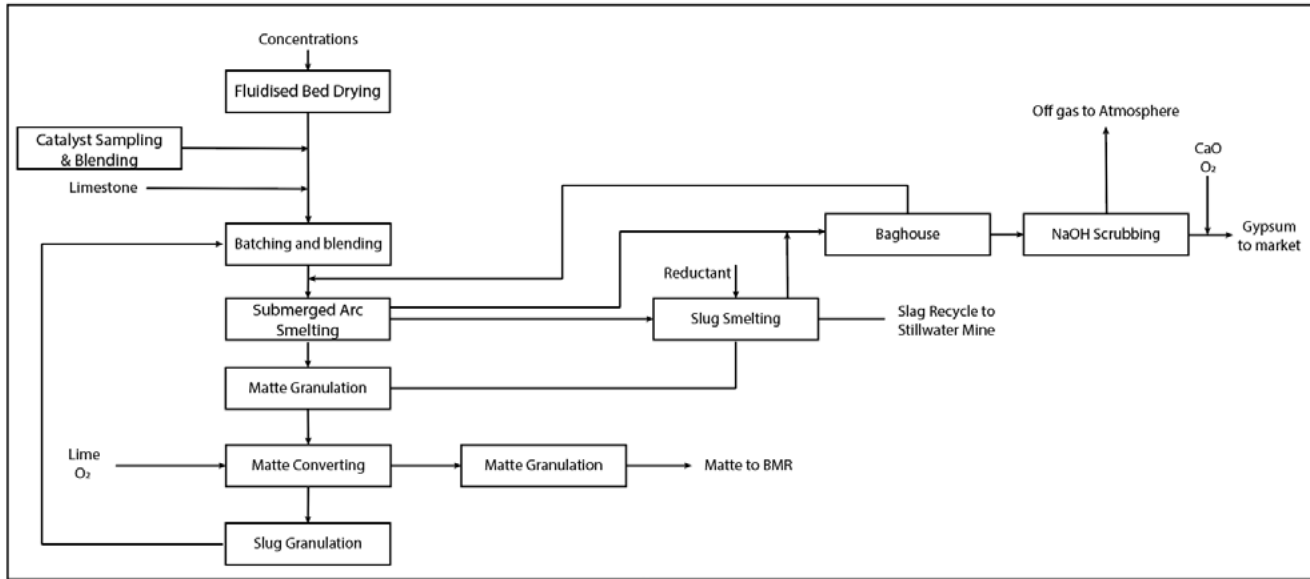 Concentrations
Fluidised Bed Drying
Off gas to Atmosphere
Catalyst Sampling
& Blending
CaO
O₂
Limestone
Batching and blending
Baghouse
NaOH Scrubbing
Gypsum
to market
Reductant
Submerged Arc
Smelting
Slug Smelting
Slag Recycle to
Stillwater Mine
Matte Granulation
Lime
O₂
Matte Converting
Matte Granulation
Matte to BMR
Slug Granulation